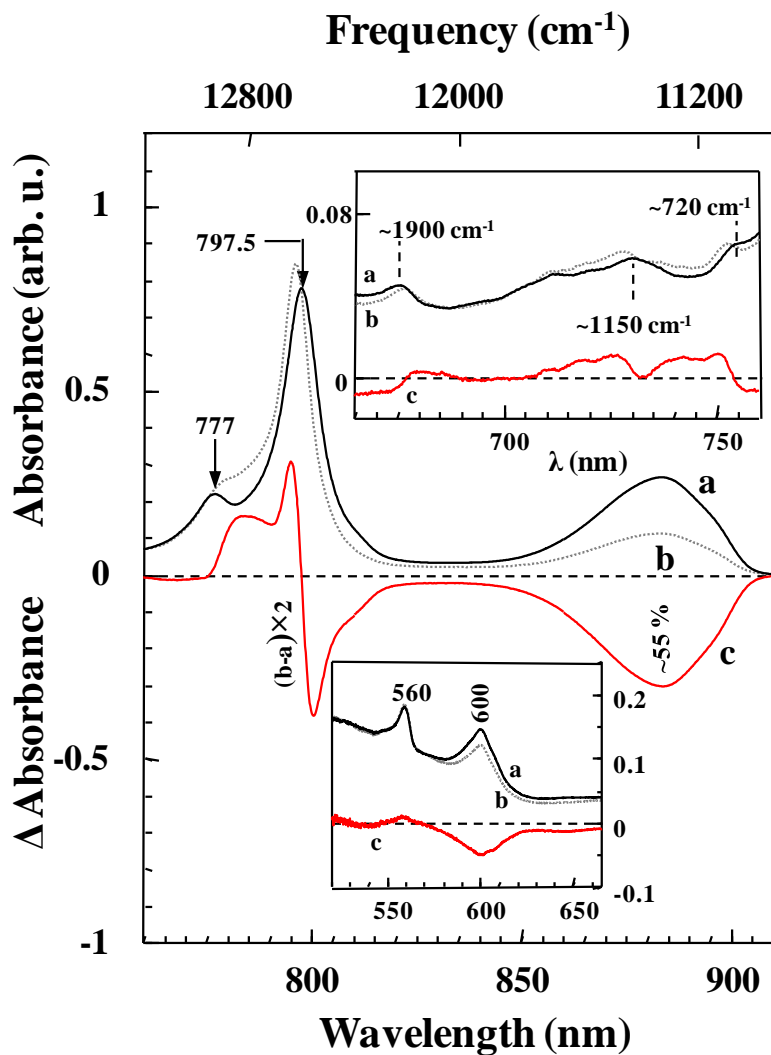 Frequency (cm-1)
12800 12000 11200
Absorbance (arb. u.)
Δ Absorbance
1
0.5
0
-0.5
-1
797.5
777
0.08
0
~1900 cm-1
~720 cm-1
~1150 cm-1
a
b
c
700 750
λ (nm)
a
b
c
(b-a)×2
~55 %
560 600
0.2
0.1
0
-0.1
a
b
c
550 600 650
800 850 900
Wavelength (nm)